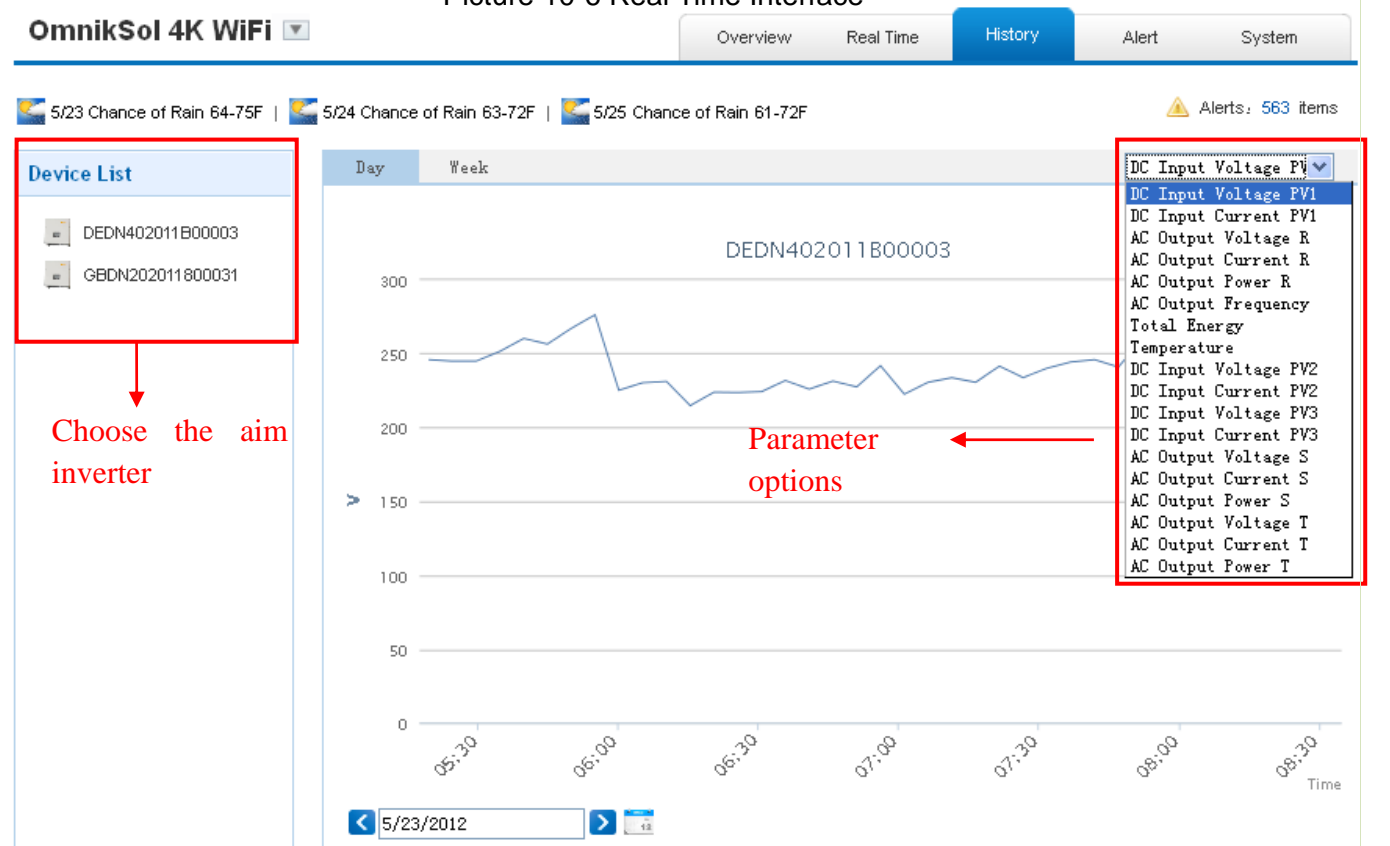 Picture 10-6 Real Time Interface
OmnikSol 4K WiFi
Overview Real Time History Alert System
5/23 Chance of Rain 64-75F | 5/24 Chance of Rain 63-72F | 5/25 Chance of Rain 61-72F
Alerts: 563 items
Device List
DEDN402011B00003
GBDN202011800031
Choose the aim
inverter
Day Week
DC Input Voltage PV
DC Input Voltage PV1
DC Input Current PV1
AC Output Voltage R
AC Output Current R
AC Output Power R
AC Output Frequency
Total Energy
Temperature
DC Input Voltage PV2
DC Input Current PV2
DC Input Voltage PV3
DC Input Current PV3
AC Output Voltage S
AC Output Current S
AC Output Power S
AC Output Voltage T
AC Output Current T
AC Output Power T
DEDN402011B00003
300
250
200
150
100
50
0
V
Parameter
options
05:30 06:00 06:30 07:00 07:30 08:00 08:30
Time
5/23/2012
12